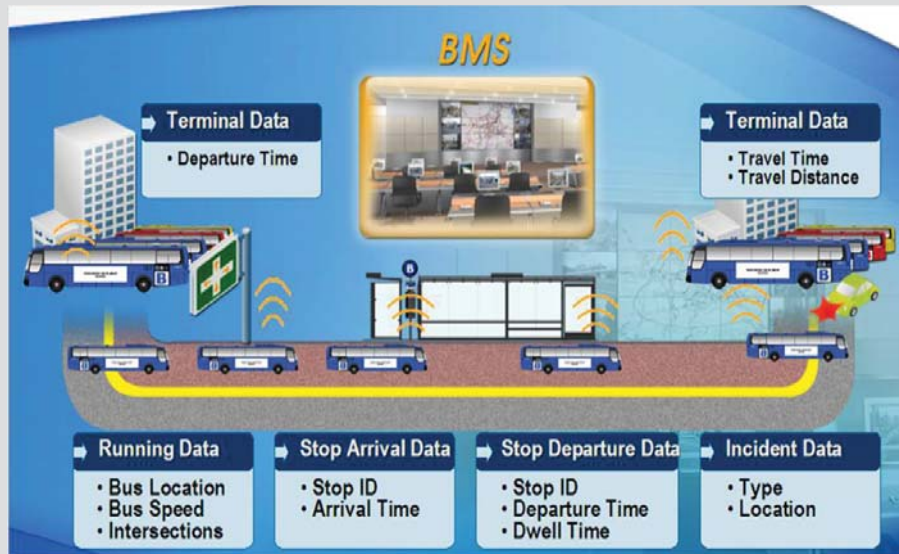 BMS
Terminal Data
• Departure Time
Terminal Data
• Travel Time
• Travel Distance
B
B
B
Running Data
• Bus Location
• Bus Speed
• Intersections
Stop Arrival Data
• Stop ID
• Arrival Time
Stop Departure Data
• Stop ID
• Departure Time
• Dwell Time
Incident Data
• Type
• Location